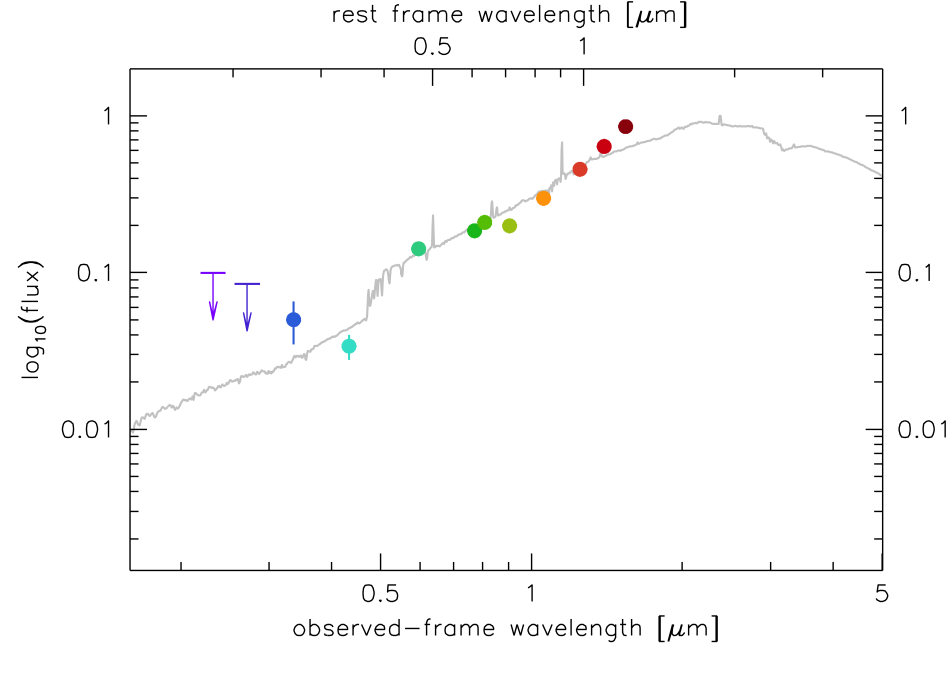 rest frame wavelength [μm]
0.5 1
1 1
0.1 0.1
0.01 0.01
log₁₀(flux)
0.5 1 5
observed-frame wavelength [μm]